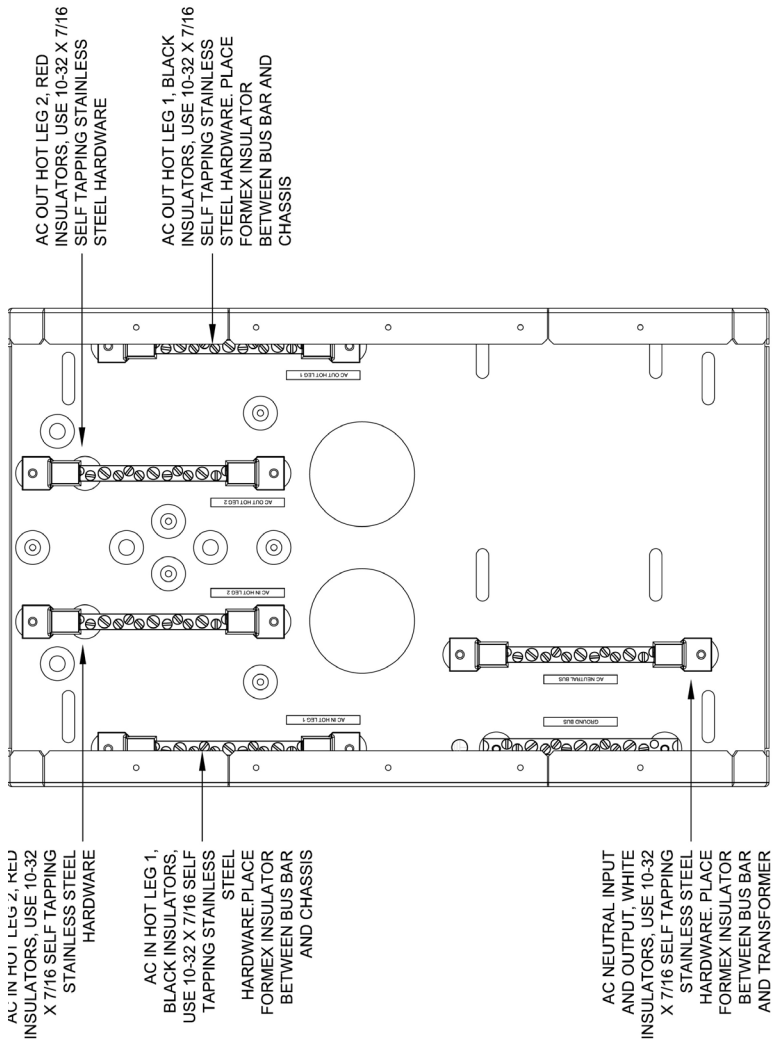 AC OUT HOT LEG 2, RED
INSULATORS, USE 10-32 X 7/16
SELF TAPPING STAINLESS
STEEL HARDWARE
AC OUT HOT LEG 1, BLACK
INSULATORS, USE 10-32 X 7/16
SELF TAPPING STAINLESS
STEEL HARDWARE. PLACE
FORMEX INSULATOR
BETWEEN BUS BAR AND
CHASSIS
AC OUT HOT LEG 1
AC OUT HOT LEG 2
AC IN HOT LEG 2
AC IN HOT LEG 1
AC NEUTRAL BUS
GROUND BUS
AC IN HOT LEG 2, RED
INSULATORS, USE 10-32
X 7/16 SELF TAPPING
STAINLESS STEEL
HARDWARE
AC IN HOT LEG 1,
BLACK INSULATORS,
USE 10-32 X 7/16 SELF
TAPPING STAINLESS
STEEL
HARDWARE.PLACE
FORMEX INSULATOR
BETWEEN BUS BAR
AND CHASSIS
AC NEUTRAL INPUT
AND OUTPUT, WHITE
INSULATORS, USE 10-32
X 7/16 SELF TAPPING
STAINLESS STEEL
HARDWARE. PLACE
FORMEX INSULATOR
BETWEEN BUS BAR
AND TRANSFORMER